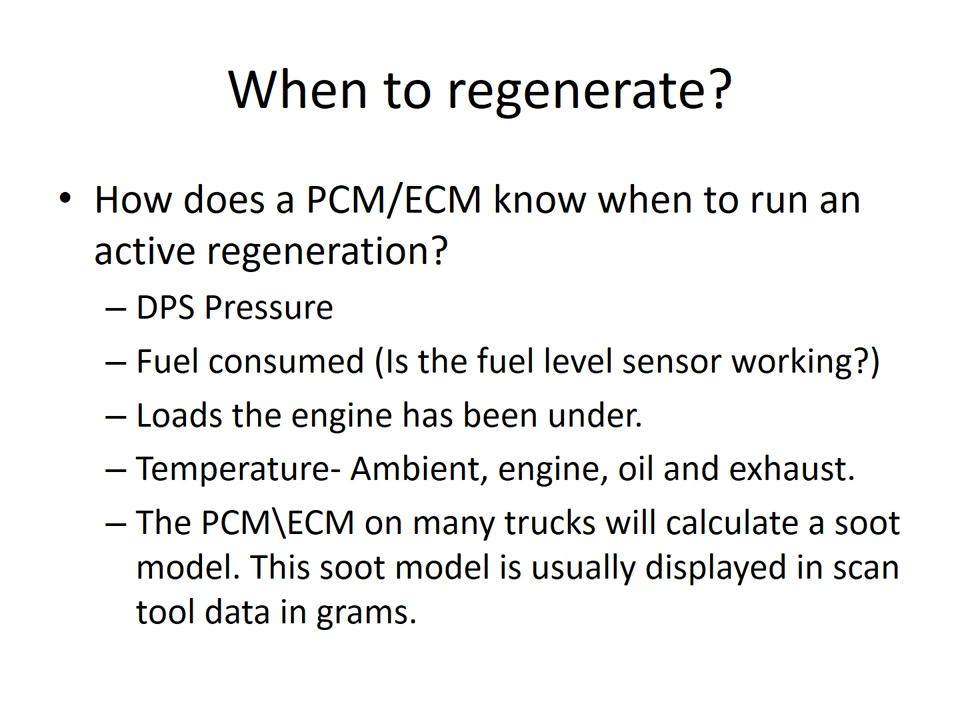 When to regenerate?
• How does a PCM/ECM know when to run an
active regeneration?
– DPS Pressure
– Fuel consumed (Is the fuel level sensor working?)
– Loads the engine has been under.
– Temperature- Ambient, engine, oil and exhaust.
– The PCM\ECM on many trucks will calculate a soot
model. This soot model is usually displayed in scan
tool data in grams.